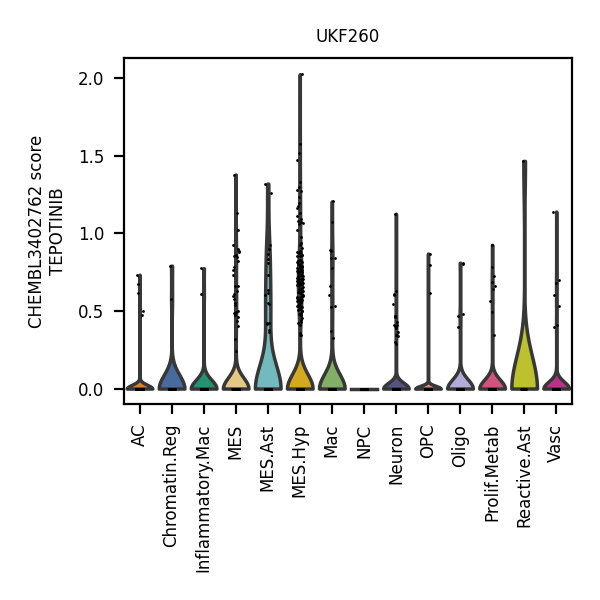 UKF260
CHEMBL3402762 score
TEPOTINIB
2.0
1.5
1.0
0.5
0.0
AC
Chromatin.Reg
Inflammatory.Mac
MES
MES.Ast
MES.Hyp
Mac
NPC
Neuron
OPC
Oligo
Prolif.Metab
Reactive.Ast
Vasc